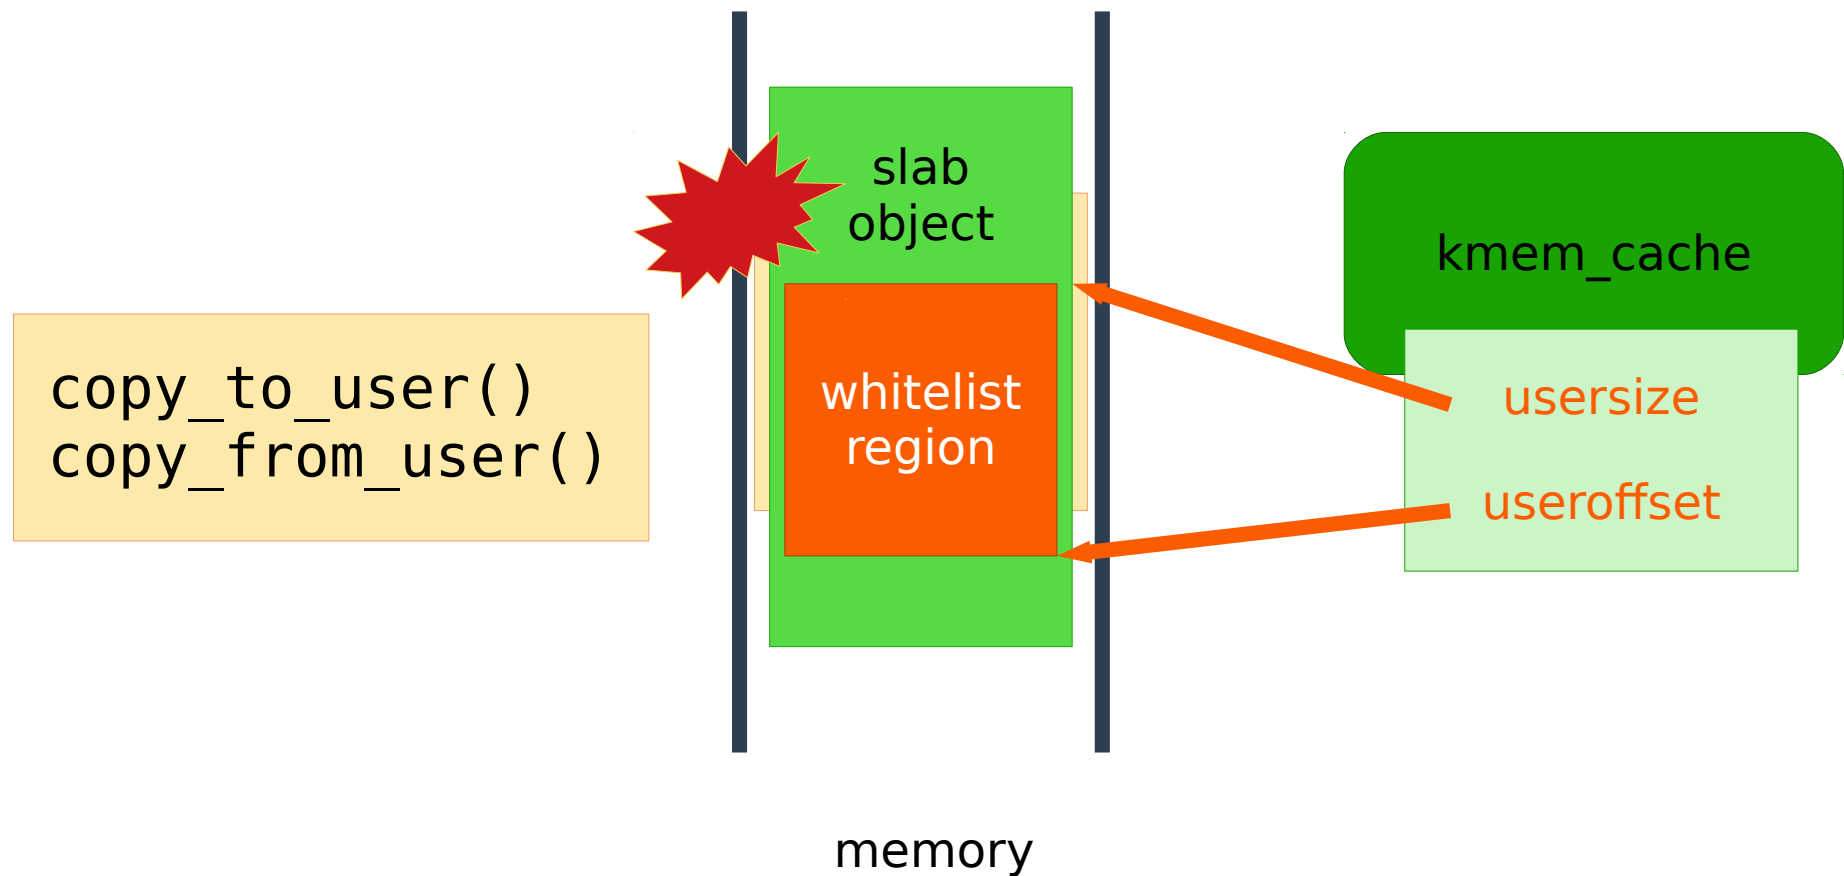 copy_to_user()
copy_from_user()
slab
object
whitelist
region
kmem_cache
usersize
useroffset
memory